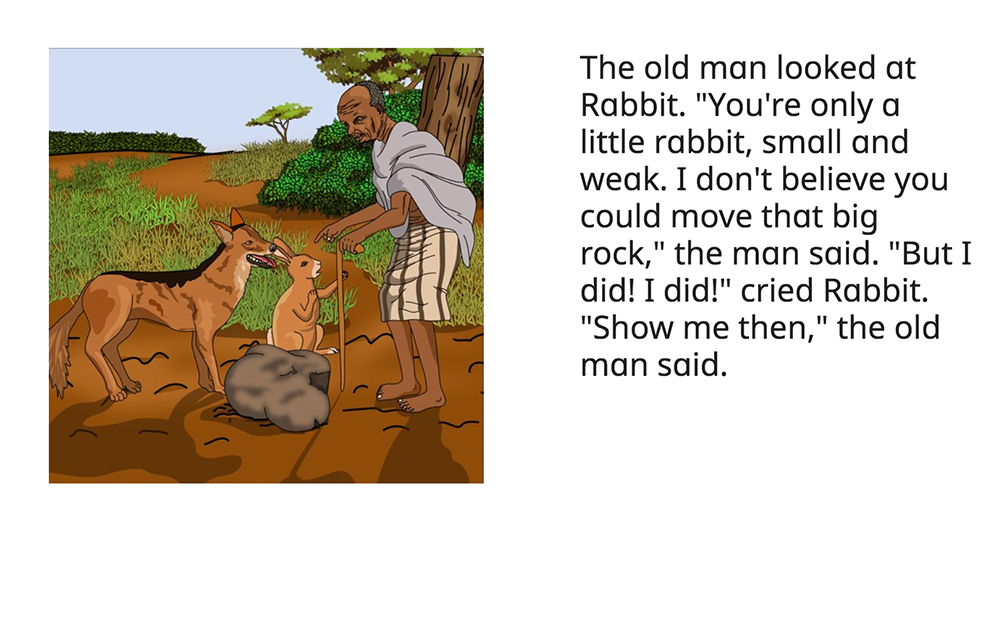 The old man looked at
Rabbit. "You're only a
little rabbit, small and
weak. I don't believe you
could move that big
rock," the man said. "But I
did! I did!" cried Rabbit.
"Show me then," the old
man said.